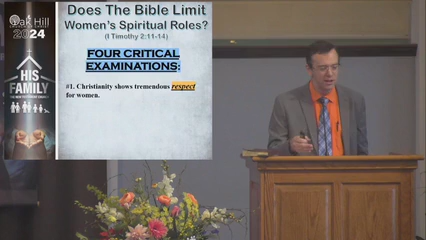 Oak Hill
2024
HIS
FAMILY
Does The Bible Limit
Women's Spiritual Roles?
(I Timothy 2:11-14)
FOUR CRITICAL
EXAMINATIONS:
#1. Christianity shows tremendous respect
for women.